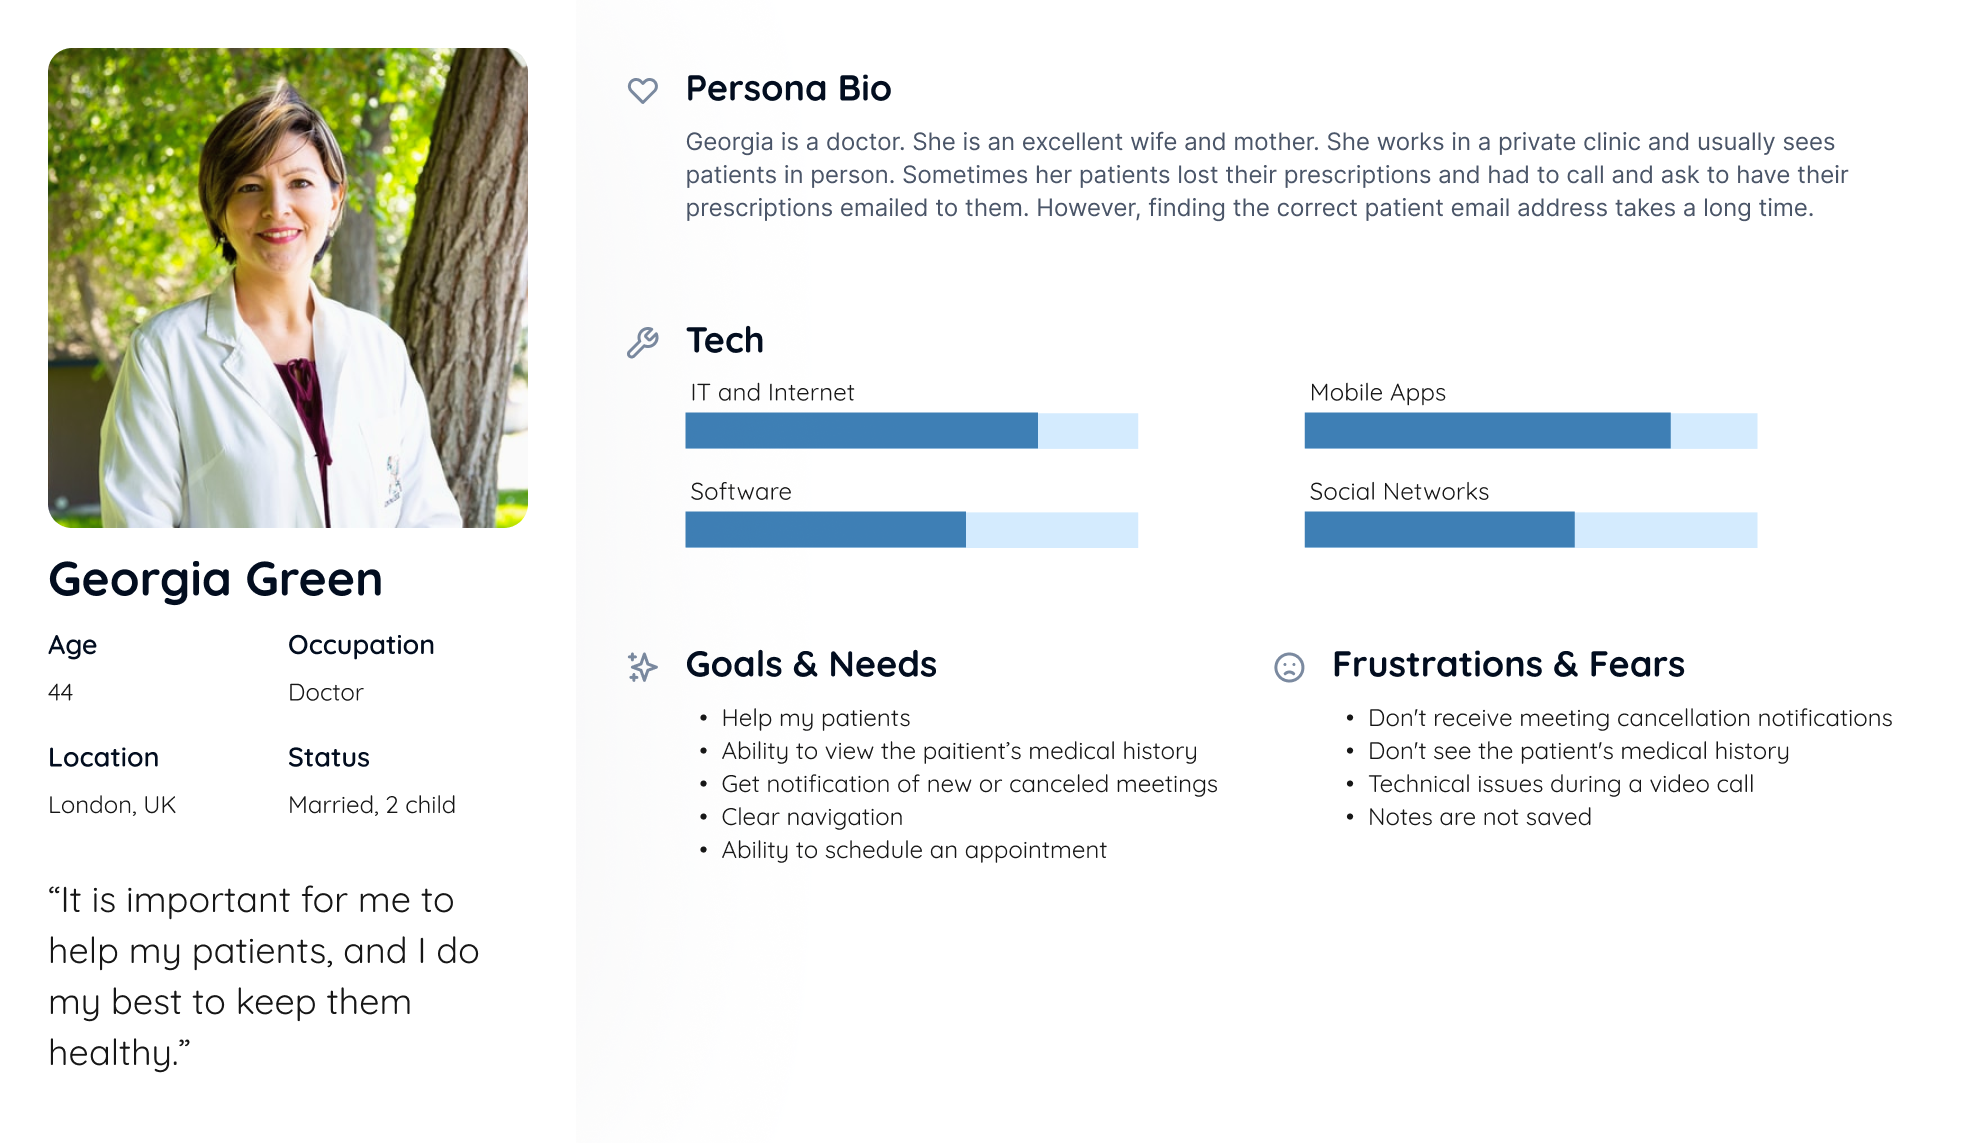 Georgia Green
Age
44
Occupation
Doctor
Location
London, UK
Status
Married, 2 child
“It is important for me to
help my patients, and I do
my best to keep them
healthy.”
Persona Bio
Georgia is a doctor. She is an excellent wife and mother. She works in a private clinic and usually sees
patients in person. Sometimes her patients lost their prescriptions and had to call and ask to have their
prescriptions emailed to them. However, finding the correct patient email address takes a long time.
Tech
IT and Internet
Mobile Apps
Software
Social Networks
Goals & Needs
• Help my patients
• Ability to view the paitient’s medical history
• Get notification of new or canceled meetings
• Clear navigation
• Ability to schedule an appointment
Frustrations & Fears
• Don't receive meeting cancellation notifications
• Don't see the patient's medical history
• Technical issues during a video call
• Notes are not saved